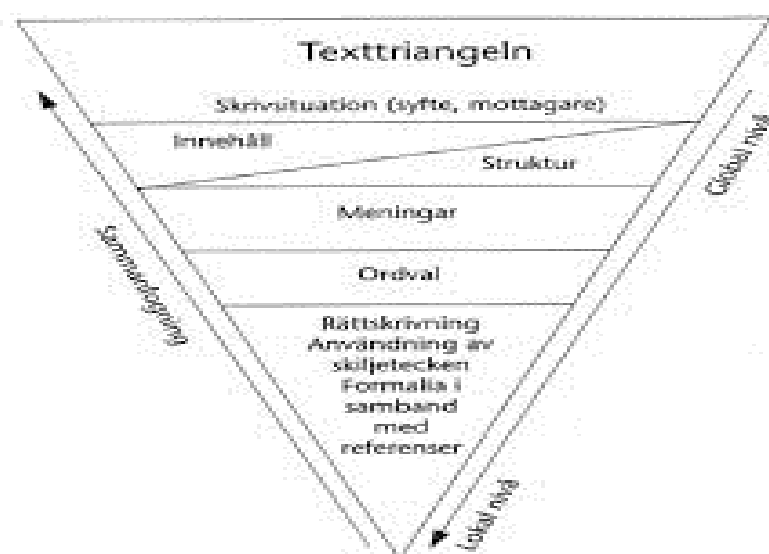 Texttriangeln
Skrivsituation (syfte, mottagare)
Innehåll
Struktur
Meningar
Ordval
Rättskrivning
Användning av
skiljetecken
Formalia i
samband
med
referenser
Global nivå
Lokal nivå